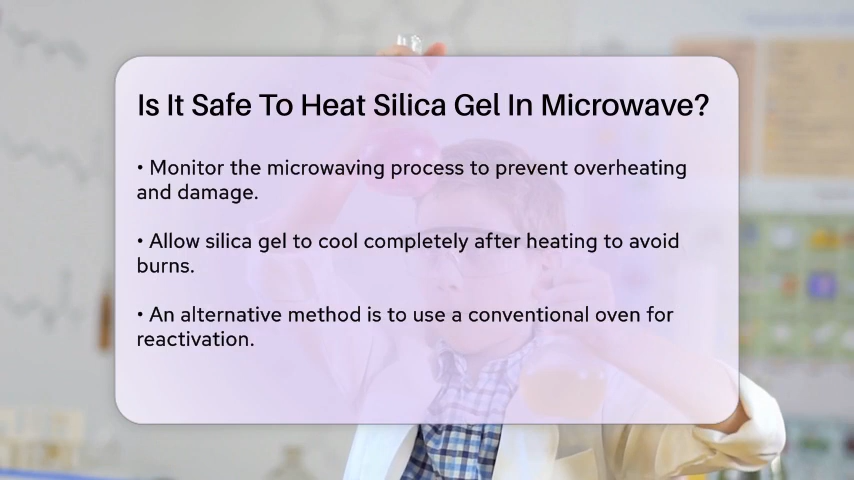 Is It Safe To Heat Silica Gel In Microwave?
• Monitor the microwaving process to prevent overheating
and damage.
• Allow silica gel to cool completely after heating to avoid
burns.
• An alternative method is to use a conventional oven for
reactivation.